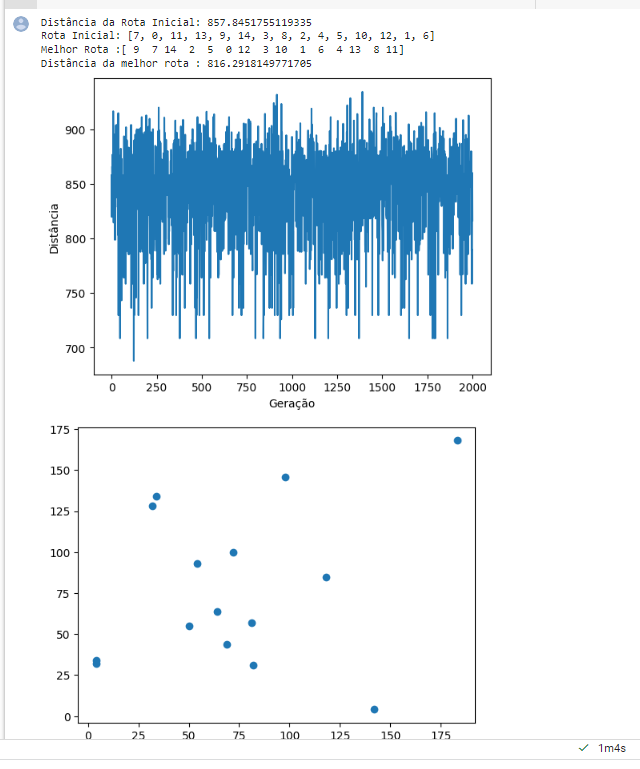 Distância da Rota Inicial: 857.8451755119335
Rota Inicial: [7, 0, 11, 13, 9, 14, 3, 8, 2, 4, 5, 10, 12, 1, 6]
Melhor Rota :[ 9  7 14  2  5  0 12  3 10  1  6  4 13  8 11]
Distância da melhor rota : 816.2918149771705
900
850
800
750
700
Distância
0 250 500 750 1000 1250 1500 1750 2000
Geração
175
150
125
100
75
50
25
0
0 25 50 75 100 125 150 175
1m4s